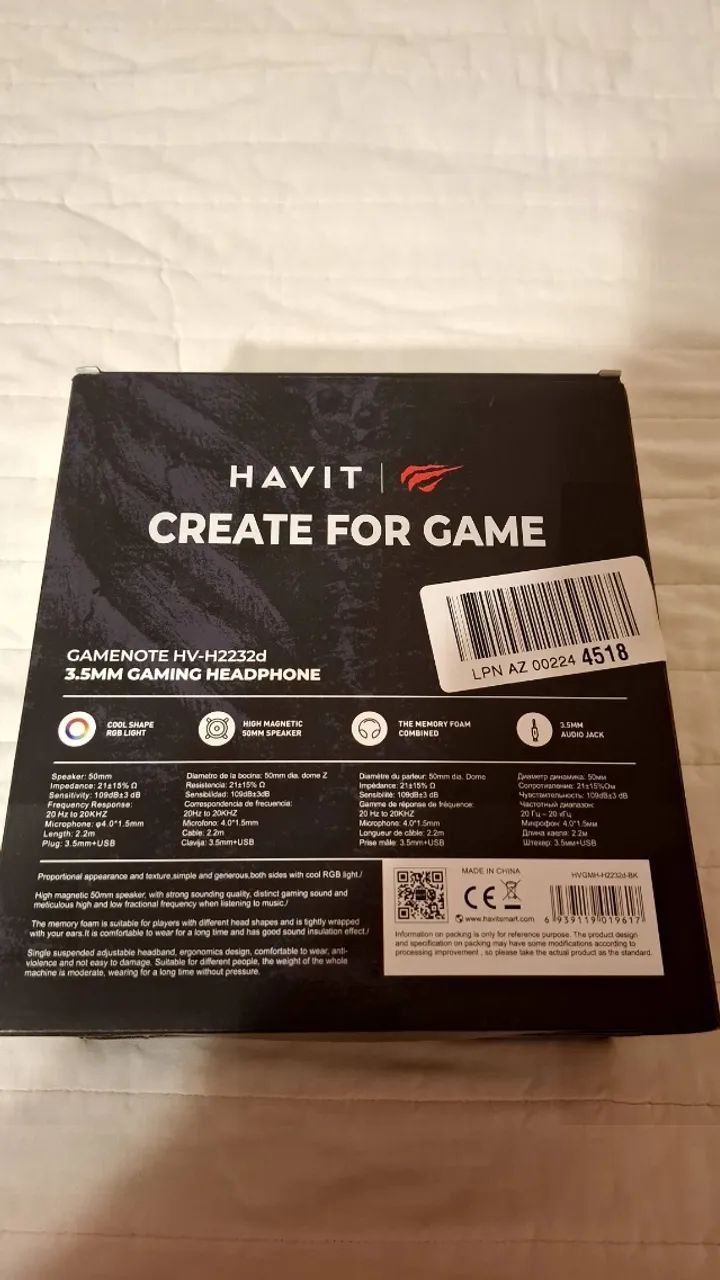 HAVIT
CREATE FOR GAME
LPN AZ 00224 4518
GAMENOTE HV-H2232d
3.5MM GAMING HEADPHONE
COOL SHAPE
RGB LIGHT
HIGH MAGNETIC
50MM SPEAKER
THE MEMORY FOAM
COMBINED
3.5MM
AUDIO JACK
Speaker: 50mm
Impedance: 21±15% Ω
Sensitivity: 109dB±3 dB
Frequency Response:
20 Hz to 20KHZ
Microphone: φ4.0*1.5mm
Length: 2.2m
Plug: 3.5mm+USB
Diametro de la bocina: 50mm dia. dome Z
Resistencia: 21±15% Ω
Sensibilidad: 109dB±3dB
Correspondencia de frecuencia:
20Hz to 20KHZ
Microfono: 4.0*1.5mm
Cable: 2.2m
Clavija: 3.5mm+USB
Diamètre du parleur: 50mm dia. Dome
Impédance: 21±15% Ω
Sensibilité: 109dB±3 dB
Gamme de réponse de fréquence:
20Hz to 20KHZ
Microphone: 4.0*1.5mm
Longueur de câble: 2.2m
Prise mâle: 3.5mm+USB
Диаметр динамика: 50мм
Сопротивление: 21±15%Ом
Чувствительность: 109±3 dB
Частотный диапазон:
20 Гц – 20 кГц
Микрофон: 4.0*1.5мм
Длина кабеля: 2.2м
Штекер: 3.5мм+USB
Proportional appearance and texture,simple and generous,both sides with cool RGB light./
High magnetic 50mm speaker, with strong sounding quality, distinct gaming sound and
meticulous high and low fractional frequency when listening to music./
The memory foam is suitable for players with different head shapes and is tightly wrapped
with your ears.It is comfortable to wear for a long time and has good sound insulation effect./
Single suspended adjustable headband, ergonomics design, comfortable to wear, anti-
violence and not easy to damage. Suitable for different people, the weight of the whole
machine is moderate, wearing for a long time without pressure.
MADE IN CHINA
CE
www.havitsmart.com
HVGMH-H2232d-BK
6 939119 019617
Information on packing is only for reference purpose. The product design
and specification on packing may have some modifications according to
processing improvement , so please take the actual product as the standard.